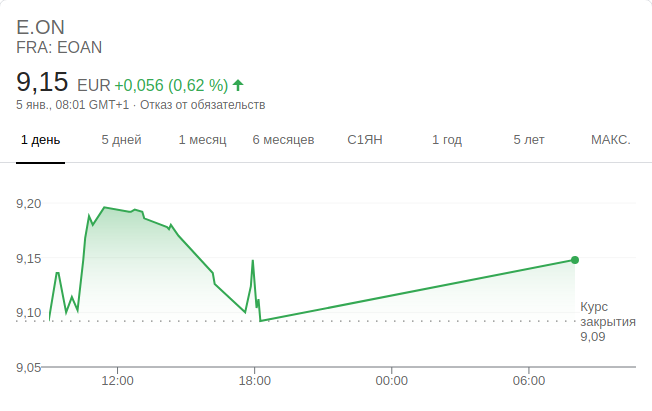 E.ON
FRA: EOAN
9,15 EUR +0,056 (0,62 %)
5 янв., 08:01 GMT+1 · Отказ от обязательств
1 день 5 дней 1 месяц 6 месяцев С1ЯН 1 год 5 лет МАКС.
9,20
9,15
9,10
Курс
закрытия
9,09
9,05
12:00 18:00 00:00 06:00